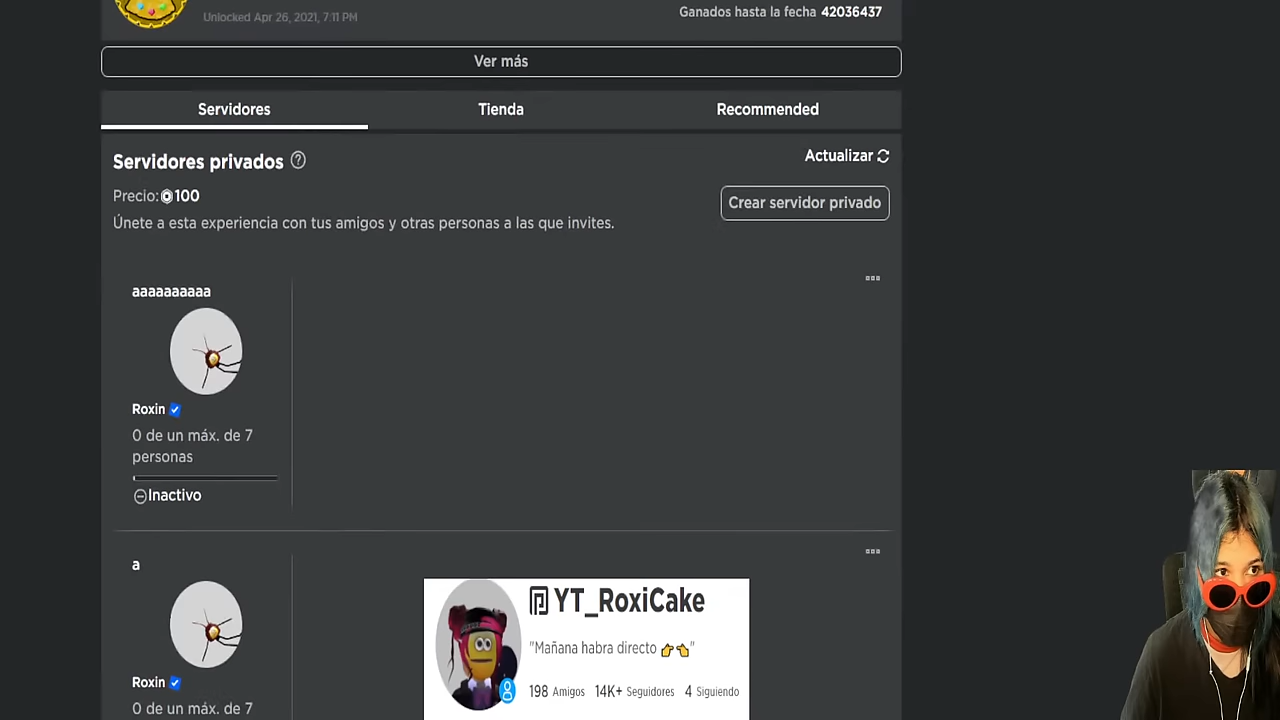 Unlocked Apr 26, 2021, 7:11 PM
Ganados hasta la fecha 42036437
Ver más
Servidores
Tienda
Recommended
Servidores privados
Actualizar
Precio: 100
Crear servidor privado
Únete a esta experiencia con tus amigos y otras personas a las que invites.
aaaaaaaaaa
Roxin
0 de un máx. de 7
personas
Inactivo
a
Roxin
0 de un máx. de 7
YT_RoxiCake
"Mañana habra directo 👉👈"
198 Amigos 14K+ Seguidores 4 Siguiendo